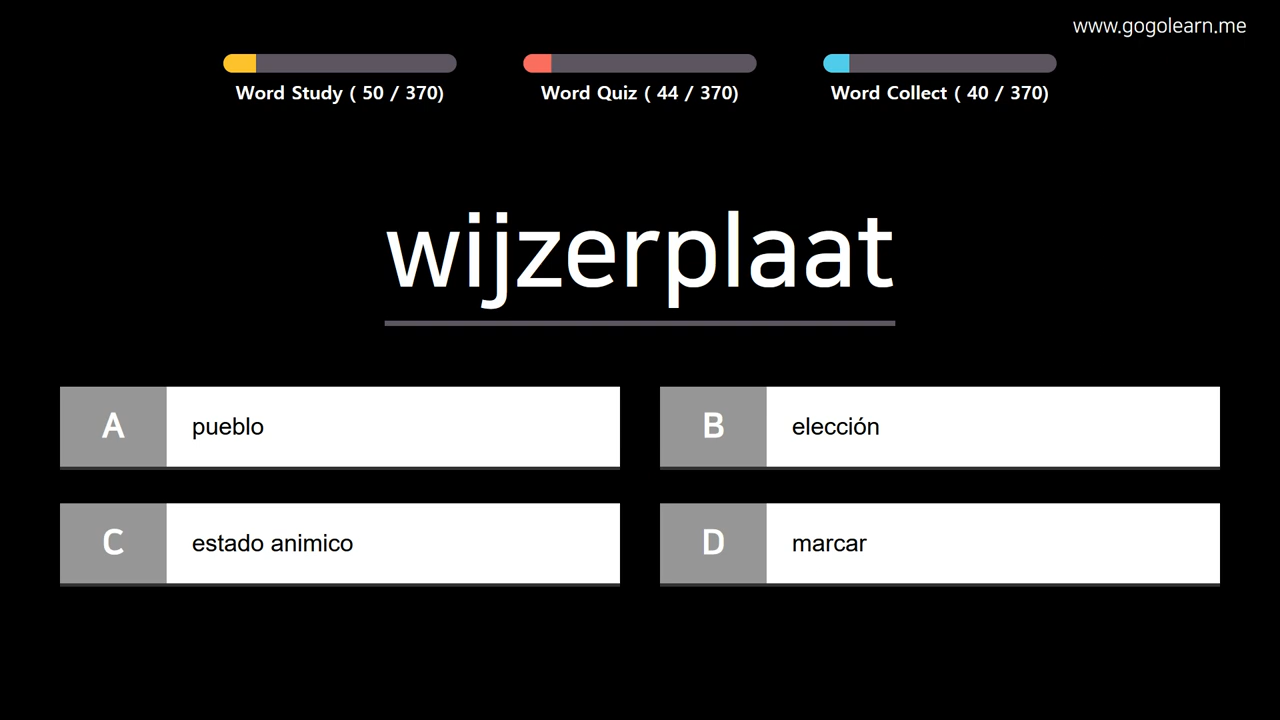 www.gogolearn.me
Word Study ( 50 / 370)
Word Quiz ( 44 / 370)
Word Collect ( 40 / 370)
wijzerplaat
A pueblo
B elección
C estado animico
D marcar